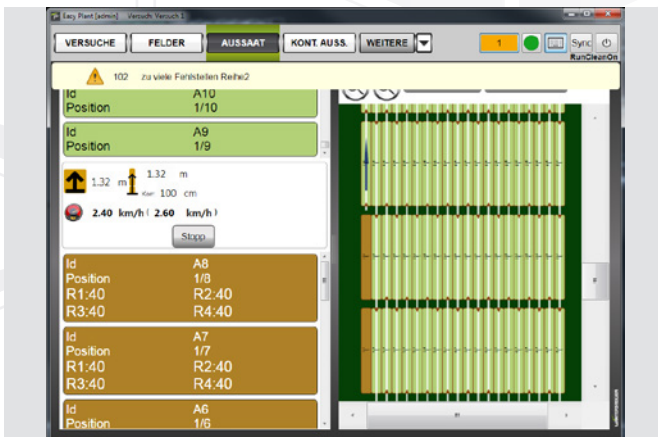 Easy Plant [admin] Versuch: Versuch 1
VERSUCHE FELDER AUSSAAT KONT. AUSS. WEITERE 1 Sync
RunCleanOn
102 zu viele Fehlstellen Reihe2
Id A10
Position 1/10
Id A9
Position 1/9
1.32 m 1.32 m
100 cm
2.40 km/h ( 2.60 km/h )
Stopp
Id A8
Position 1/8
R1:40 R2:40
R3:40 R4:40
Id A7
Position 1/7
R1:40 R2:40
R3:40 R4:40
Id A6
Position 1/6